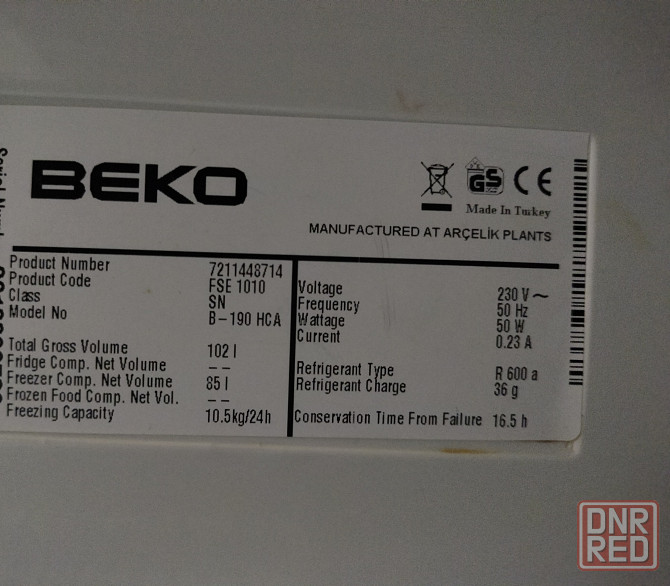 BEKO
GS CE
Made In Turkey
MANUFACTURED AT ARÇELİK PLANTS
Product Number 7211448714
Product Code FSE 1010
Class SN
Model No B-190 HCA
Total Gross Volume 102 l
Fridge Comp. Net Volume --
Freezer Comp. Net Volume 85 l
Frozen Food Comp. Net Vol. --
Freezing Capacity 10.5kg/24h
Voltage 230 V ~
Frequency 50 Hz
Wattage 50 W
Current 0.23 A
Refrigerant Type R 600 a
Refrigerant Charge 36 g
Conservation Time From Failure 16.5 h
Serial
DNR
RED